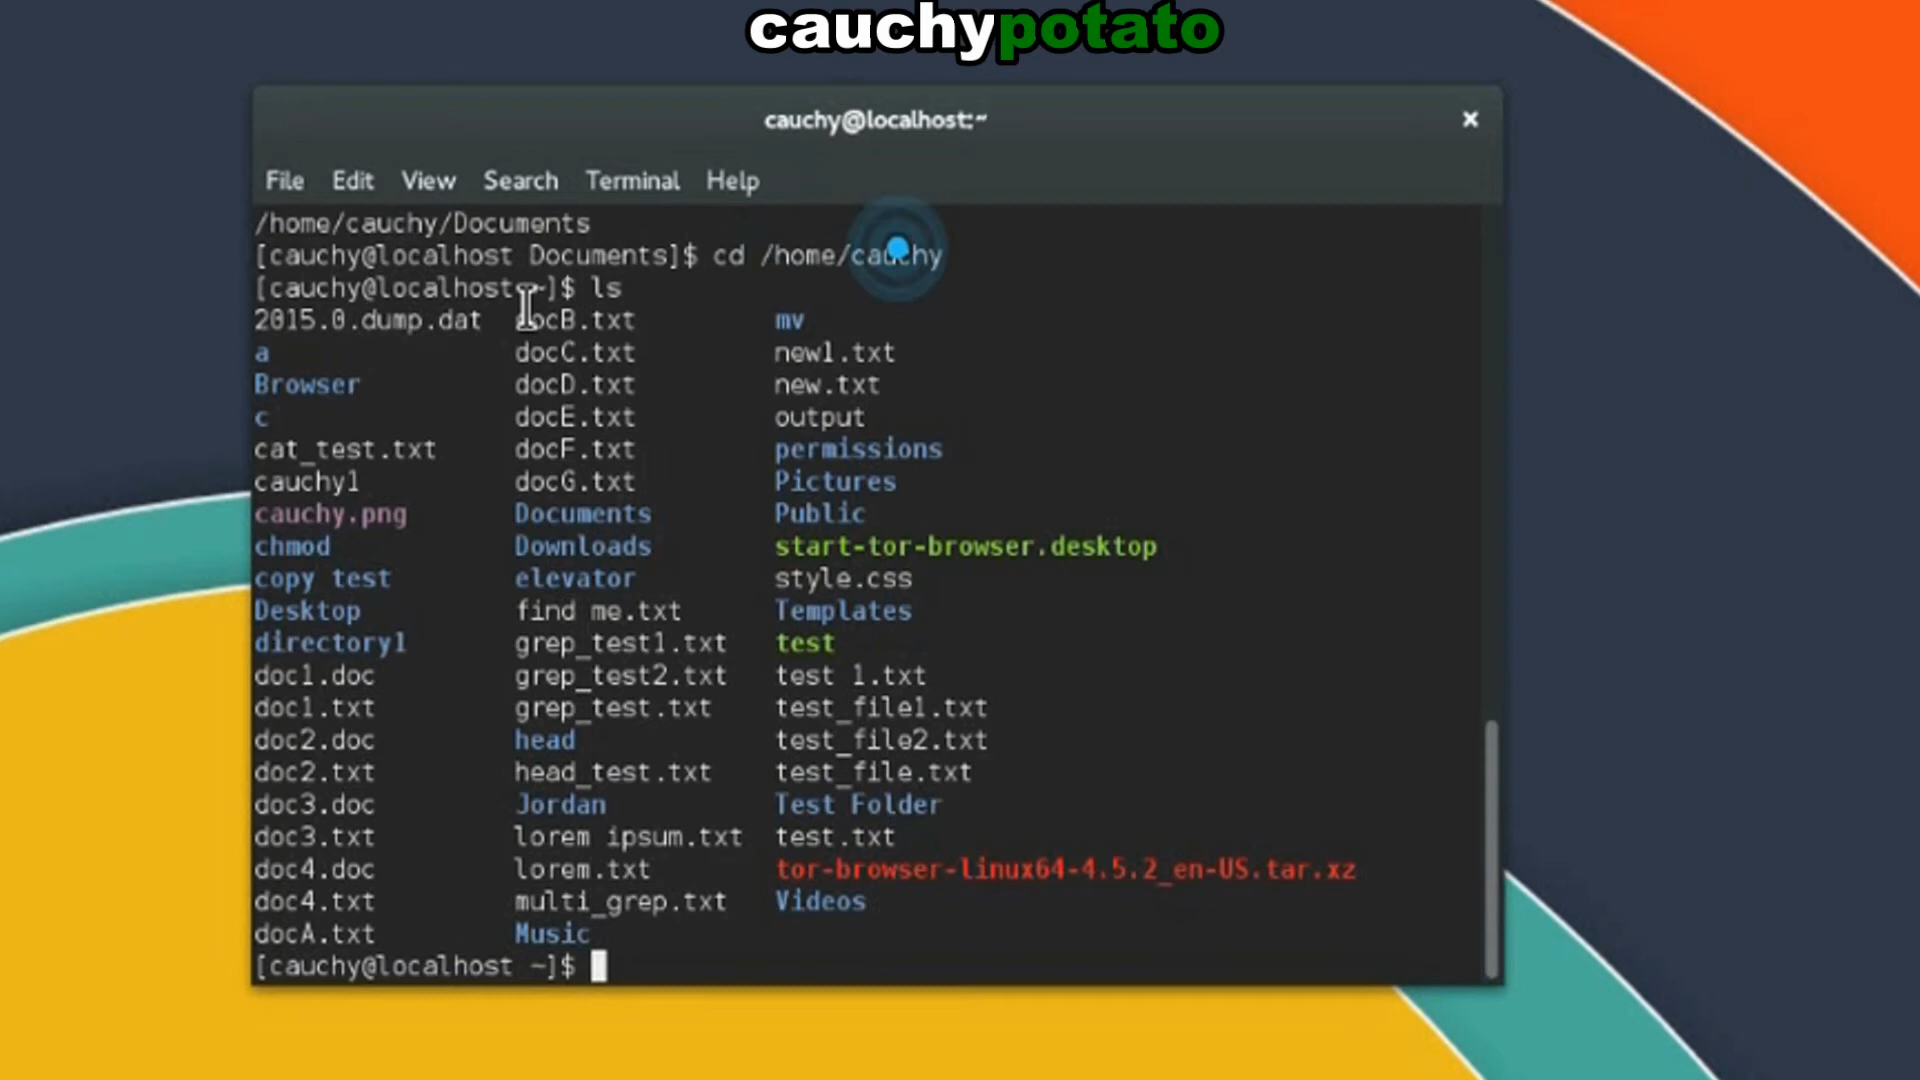 cauchypotato
cauchy@localhost:~
×
File Edit View Search Terminal Help
/home/cauchy/Documents
[cauchy@localhost Documents]$ cd /home/cauchy
[cauchy@localhost ~]$ ls
2015.0.dump.dat docB.txt mv
a docC.txt new1.txt
Browser docD.txt new.txt
c docE.txt output
cat_test.txt docF.txt permissions
cauchy1 docG.txt Pictures
cauchy.png Documents Public
chmod Downloads start-tor-browser.desktop
copy test elevator style.css
Desktop find me.txt Templates
directory1 grep_test1.txt test
doc1.doc grep_test2.txt test 1.txt
doc1.txt grep_test.txt test_file1.txt
doc2.doc head test_file2.txt
doc2.txt head_test.txt test_file.txt
doc3.doc Jordan Test Folder
doc3.txt lorem ipsum.txt test.txt
doc4.doc lorem.txt tor-browser-linux64-4.5.2_en-US.tar.xz
doc4.txt multi_grep.txt Videos
docA.txt Music
[cauchy@localhost ~]$